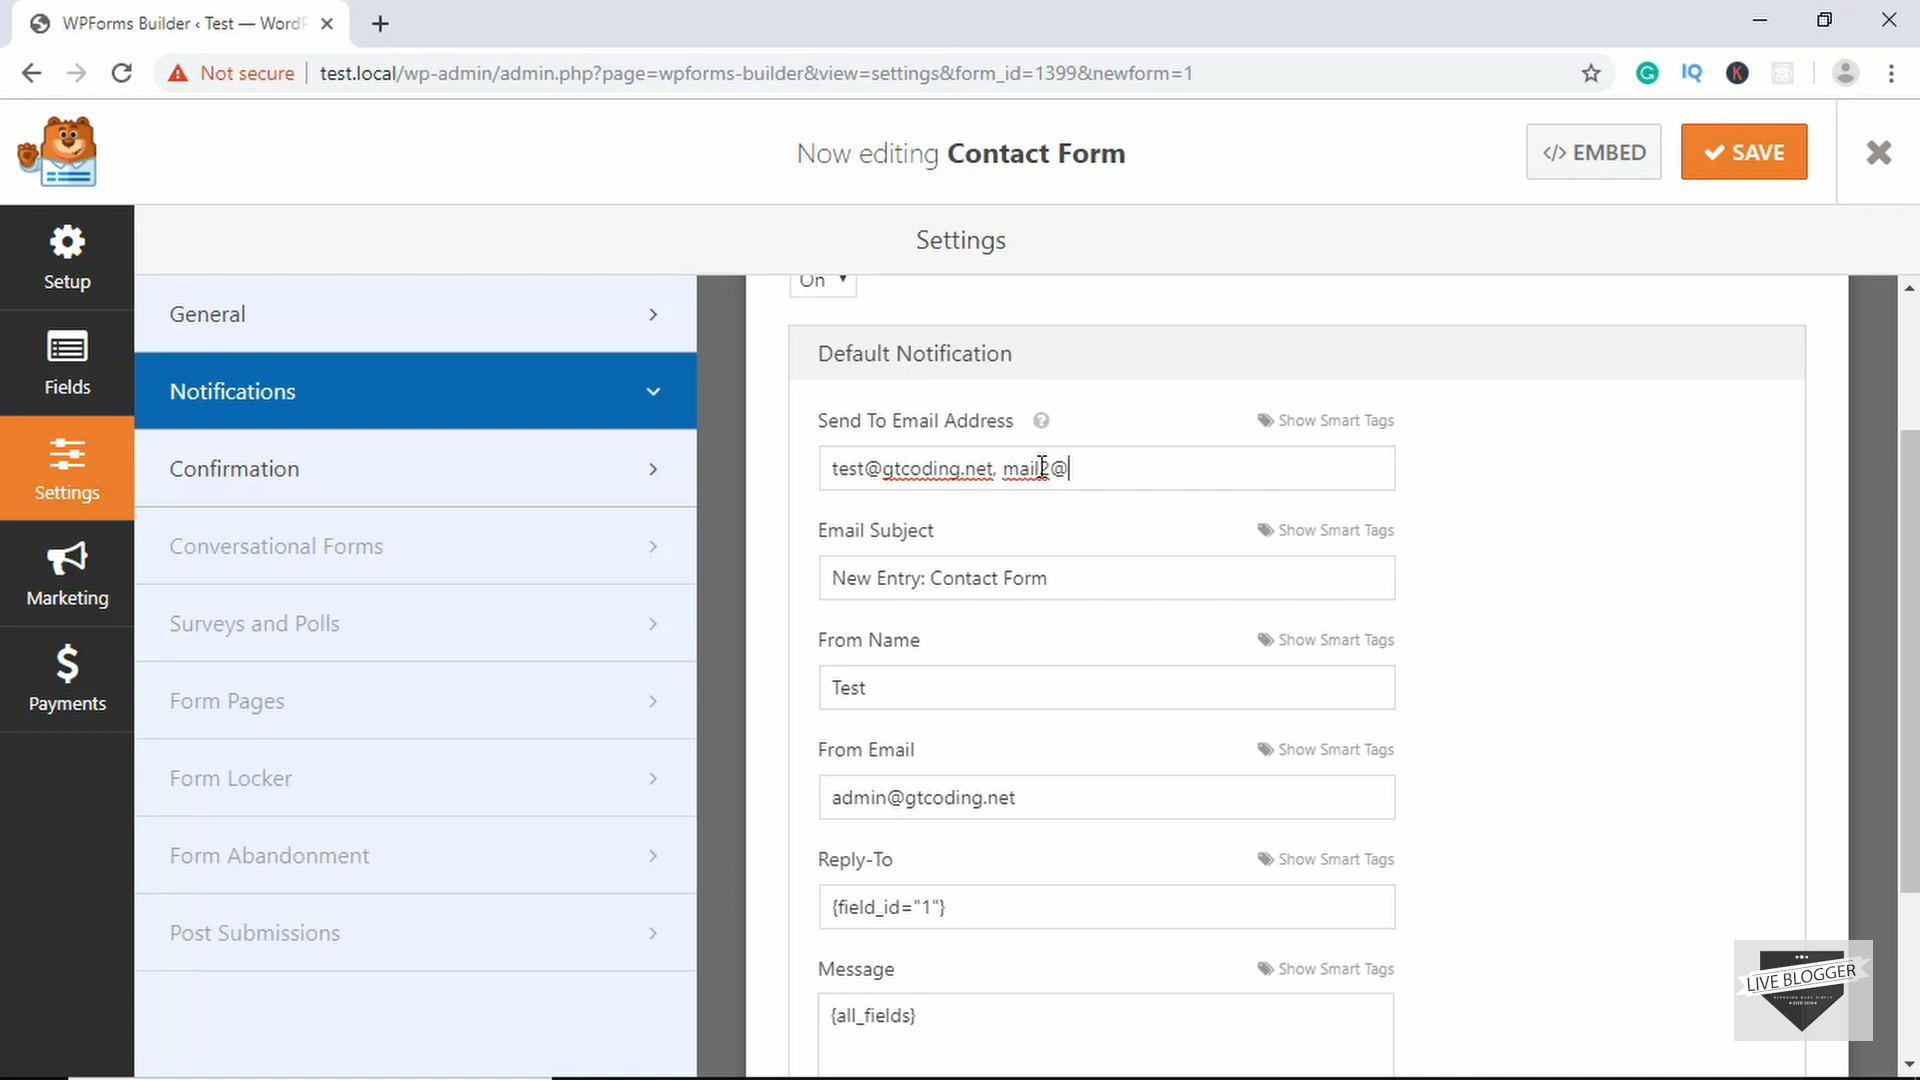 WPForms Builder ‹ Test — WordP
Not secure
test.local/wp-admin/admin.php?page=wpforms-builder&view=settings&form_id=1399&newform=1
IQ
K
Now editing Contact Form
</> EMBED
SAVE
Settings
Setup
Fields
Settings
Marketing
Payments
General
Notifications
Confirmation
Conversational Forms
Surveys and Polls
Form Pages
Form Locker
Form Abandonment
Post Submissions
On
Default Notification
Send To Email Address
Show Smart Tags
test@gtcoding.net, mail2@
Email Subject
Show Smart Tags
New Entry: Contact Form
From Name
Show Smart Tags
Test
From Email
Show Smart Tags
admin@gtcoding.net
Reply-To
Show Smart Tags
{field_id="1"}
Message
Show Smart Tags
{all_fields}
LIVE BLOGGER